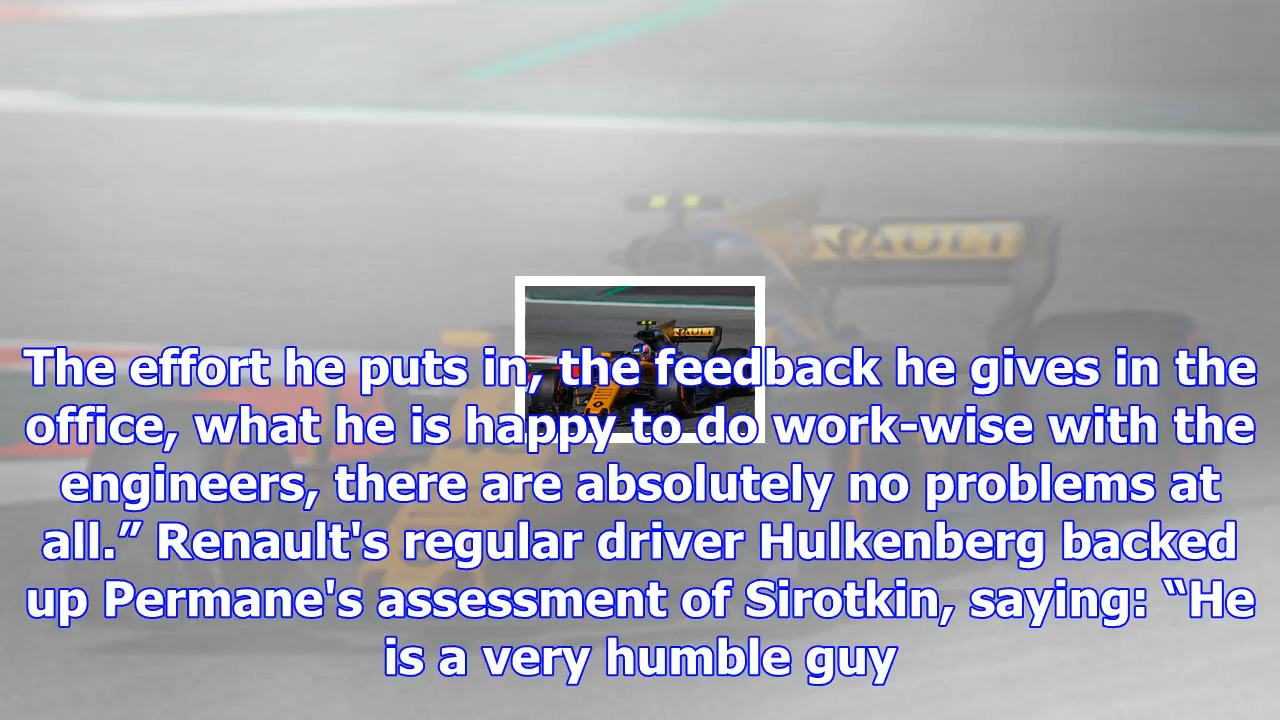 RENAULT
The effort he puts in, the feedback he gives in the
office, what he is happy to do work-wise with the
engineers, there are absolutely no problems at
all.” Renault's regular driver Hulkenberg backed
up Permane's assessment of Sirotkin, saying: “He
is a very humble guy